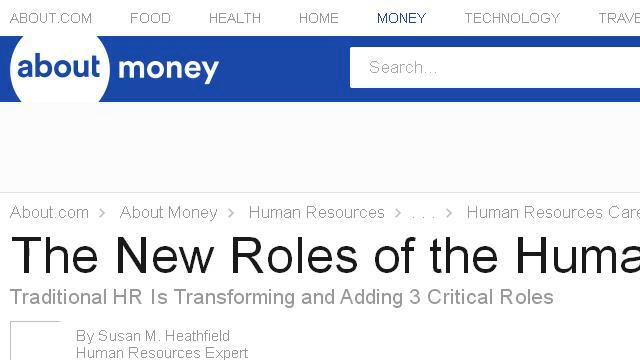 ABOUT.COM FOOD HEALTH HOME MONEY TECHNOLOGY TRAVE
about money Search...
About.com > About Money > Human Resources > . . . > Human Resources Care
The New Roles of the Huma
Traditional HR Is Transforming and Adding 3 Critical Roles
By Susan M. Heathfield
Human Resources Expert